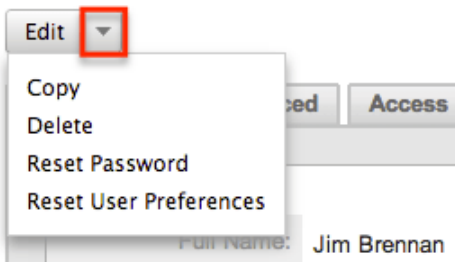 Edit
Copy
ced Access
Delete
Reset Password
Reset User Preferences
Full Name: Jim Brennan